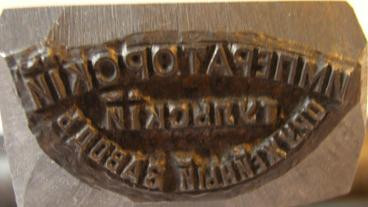 ИМПЕРАТОРСКІЙ
ТУЛЬСКІЙ
ОРУЖЕЙНЫЙ ЗАВОДЪ